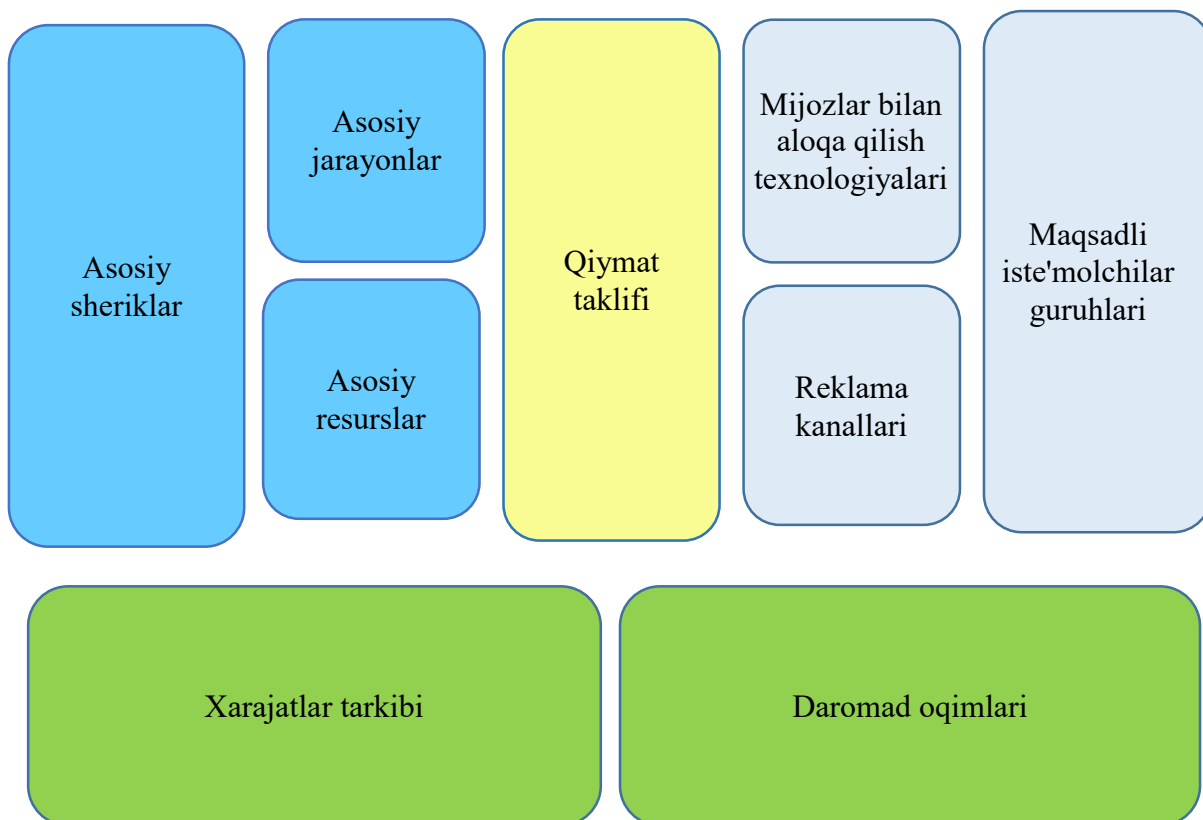 Asosiy
sheriklar
Asosiy
jarayonlar
Asosiy
resurslar
Qiymat
taklifi
Mijozlar bilan
aloqa qilish
texnologiyalari
Reklama
kanallari
Maqsadli
iste'molchilar
guruhlari
Xarajatlar tarkibi
Daromad oqimlari